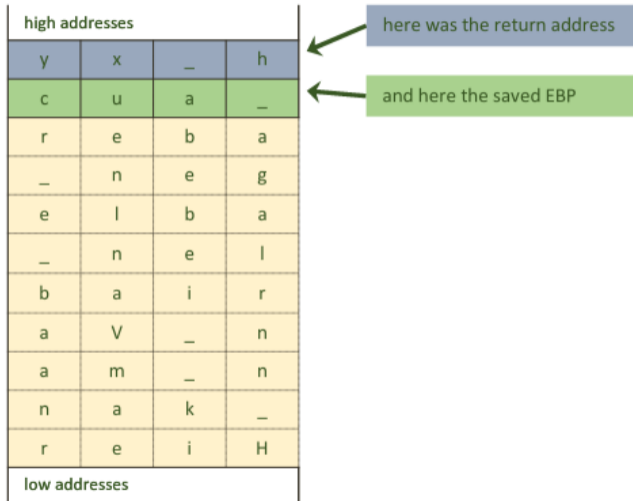 high addresses
here was the return address
y x _ h
c u a _
and here the saved EBP
r e b a
_ n e g
e l b a
_ n e l
b a i r
a V _ n
a m _ n
n a k _
r e i H
low addresses